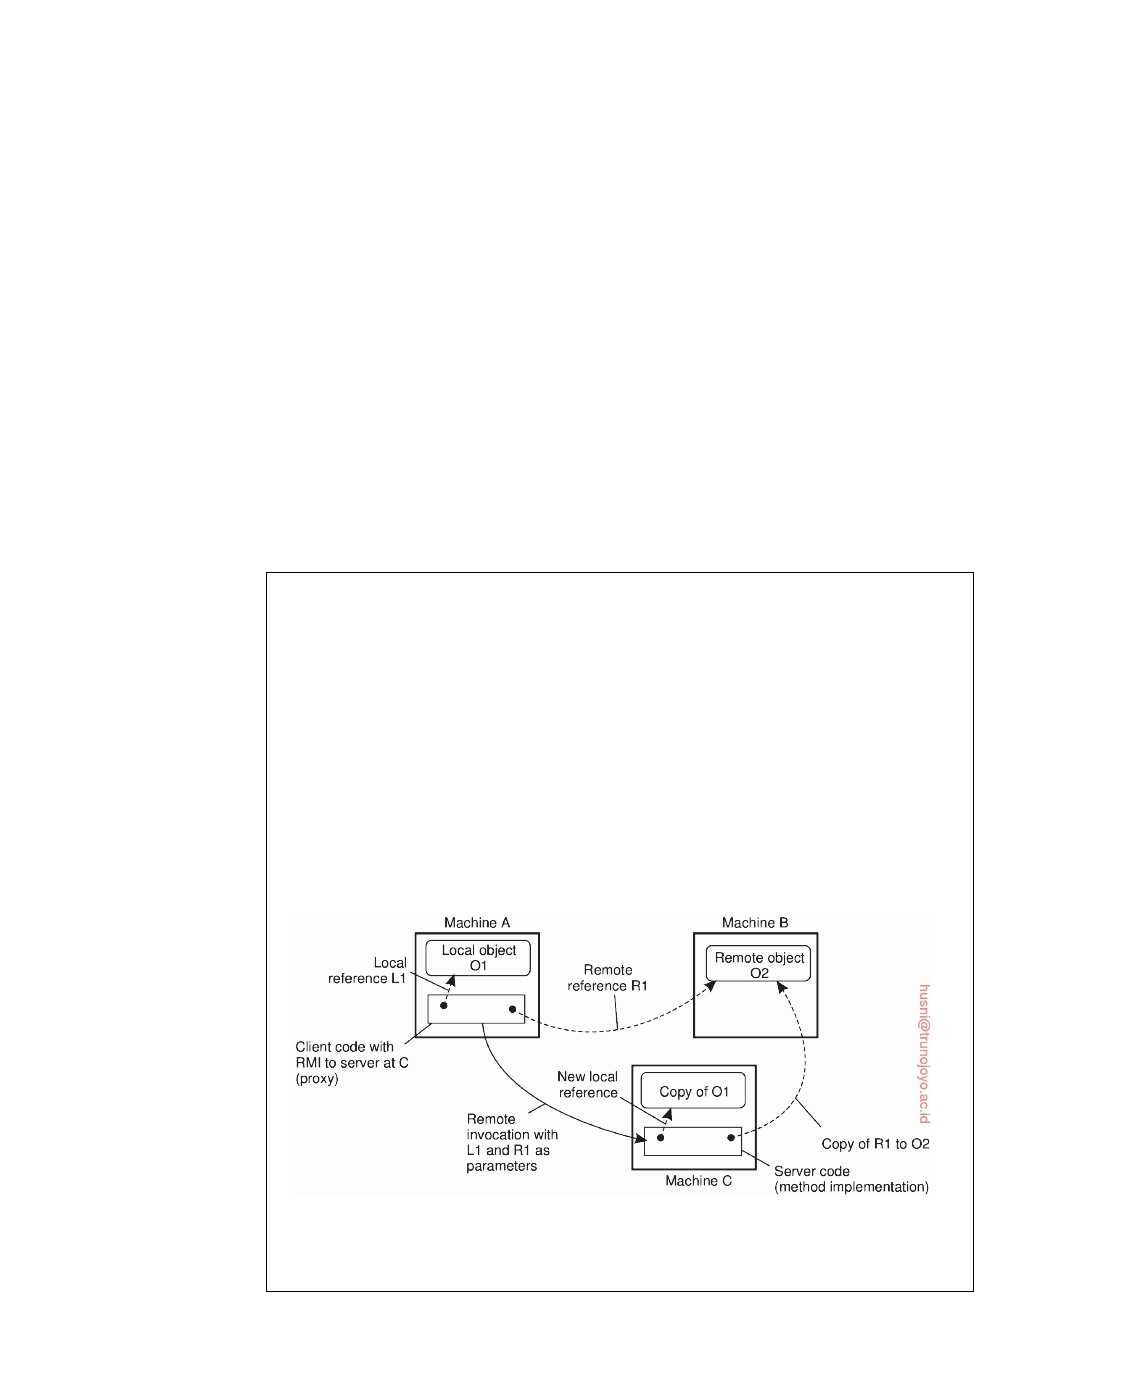 Machine A
Machine B
Local object
O1
Remote object
O2
Local
reference L1
Remote
reference R1
Client code with
RMI to server at C
(proxy)
New local
reference
Copy of O1
Remote
invocation with
L1 and R1 as
parameters
Copy of R1 to O2
Server code
(method implementation)
Machine C
husni@trunojoyo.ac.id